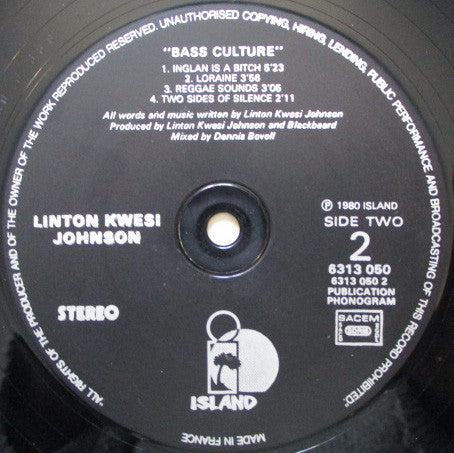 "ALL RIGHTS OF THE PRODUCER AND OF THE OWNER OF THE WORK REPRODUCED RESERVED. UNAUTHORISED COPYING, HIRING, LENDING, PUBLIC PERFORMANCE AND BROADCASTING OF THIS RECORD PROHIBITED."
"BASS CULTURE"
1. INGLAN IS A BITCH 5'23
2. LORAINE 3'56
3. REGGAE SOUNDS 3'05
4. TWO SIDES OF SILENCE 2'11
All words and music written by Linton Kwesi Johnson
Produced by Linton Kwesi Johnson and Blackbeard
Mixed by Dennis Bovell
LINTON KWESI
JOHNSON
STEREO
℗ 1980 ISLAND
SIDE TWO
2
6313 050
6313 050 2
PUBLICATION
PHONOGRAM
SACEM
SDRM
ISLAND
MADE IN FRANCE